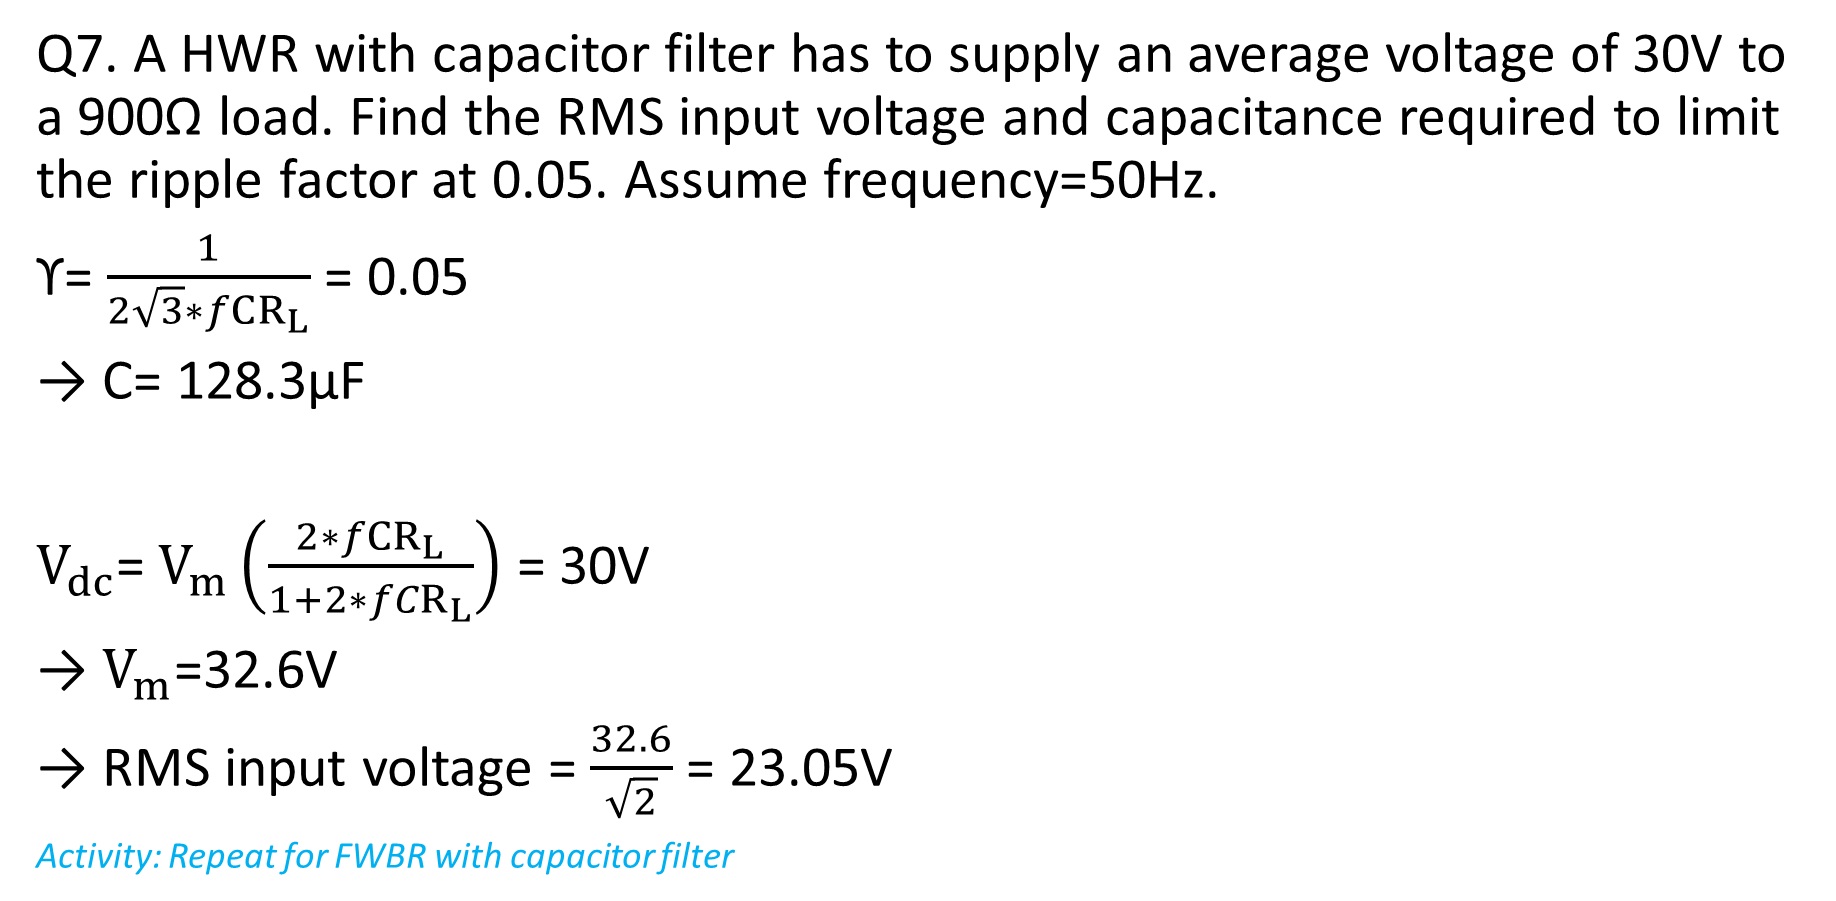 Q7. A HWR with capacitor filter has to supply an average voltage of 30V to
a 900Ω load. Find the RMS input voltage and capacitance required to limit
the ripple factor at 0.05. Assume frequency=50Hz.
ϒ= 1/(2√3*fCR_L) = 0.05
→ C= 128.3µF
V_dc= V_m ((2*fCR_L)/(1+2*fCR_L)) = 30V
→ V_m=32.6V
→ RMS input voltage = 32.6/√2 = 23.05V
Activity: Repeat for FWBR with capacitor filter